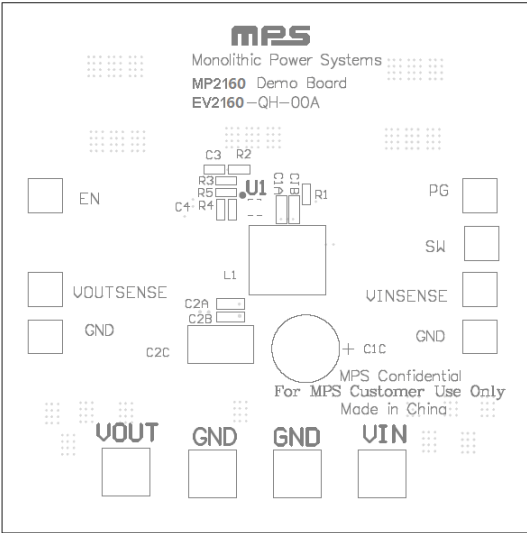 mps
Monolithic Power Systems
MP2160 Demo Board
EV2160-QH-00A
C3 R2
R3
R5
C4 R4
U1
C1A
C1B
R1
EN
PG
SW
L1
VOUTSENSE
VINSENSE
C2A
C2B
GND
GND
C2C
+ C1C
MPS Confidential
For MPS Customer Use Only
Made in China
VOUT GND GND VIN